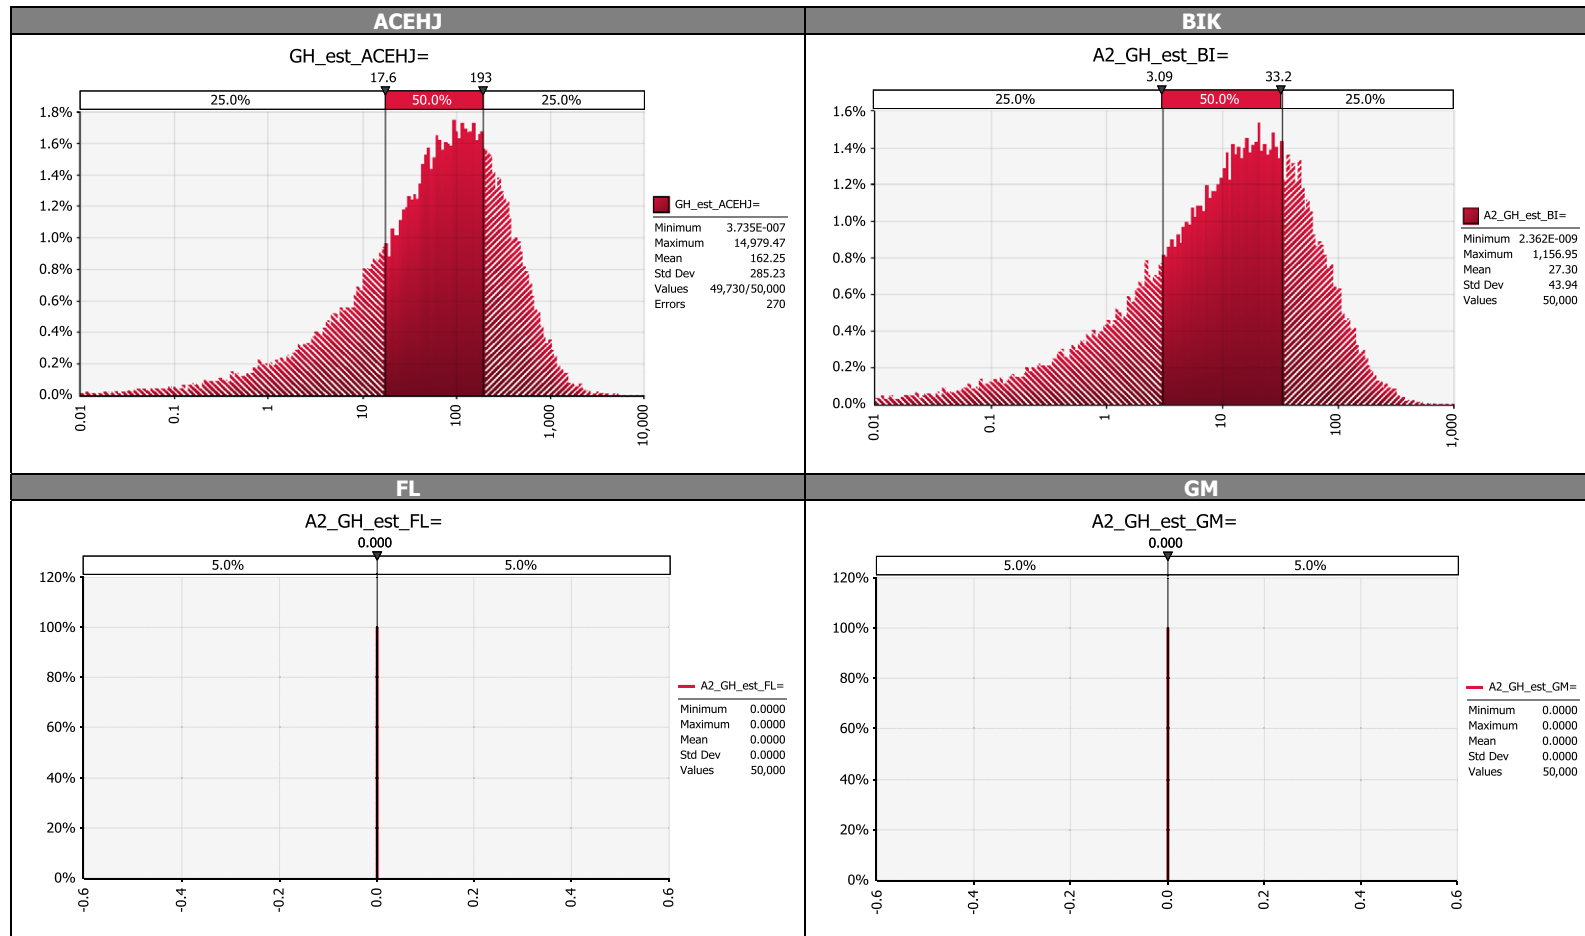 ACEHJ
GH_est_ACEHJ=
17.6 193
25.0% 50.0% 25.0%
1.8%
1.6%
1.4%
1.2%
1.0%
0.8%
0.6%
0.4%
0.2%
0.0%
0.01 0.1 1 10 100 1,000 10,000
GH_est_ACEHJ=
Minimum 3.735E-007
Maximum 14,979.47
Mean 162.25
Std Dev 285.23
Values 49,730/50,000
Errors 270
BIK
A2_GH_est_BI=
3.09 33.2
25.0% 50.0% 25.0%
1.6%
1.4%
1.2%
1.0%
0.8%
0.6%
0.4%
0.2%
0.0%
0.01 0.1 1 10 100 1,000
A2_GH_est_BI=
Minimum 2.362E-009
Maximum 1,156.95
Mean 27.30
Std Dev 43.94
Values 50,000
FL
A2_GH_est_FL=
0.000
5.0% 5.0%
120%
100%
80%
60%
40%
20%
0%
-0.6 -0.4 -0.2 0.0 0.2 0.4 0.6
A2_GH_est_FL=
Minimum 0.0000
Maximum 0.0000
Mean 0.0000
Std Dev 0.0000
Values 50,000
GM
A2_GH_est_GM=
0.000
5.0% 5.0%
120%
100%
80%
60%
40%
20%
0%
-0.6 -0.4 -0.2 0.0 0.2 0.4 0.6
A2_GH_est_GM=
Minimum 0.0000
Maximum 0.0000
Mean 0.0000
Std Dev 0.0000
Values 50,000